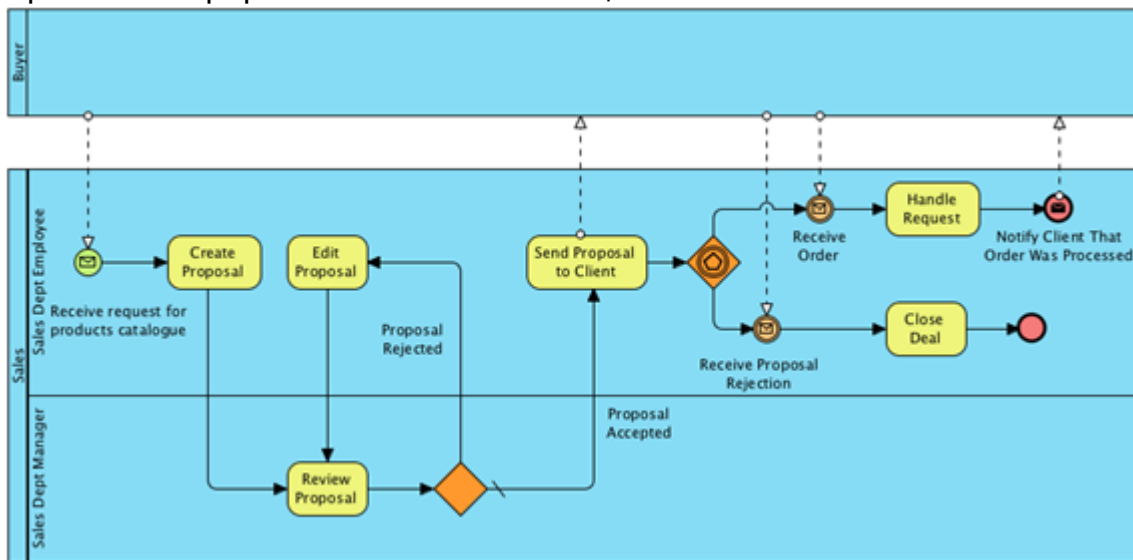 Buyer
Sales
Sales Dept Employee
Receive request for
products catalogue
Create
Proposal
Edit
Proposal
Proposal
Rejected
Send Proposal
to Client
Receive
Order
Handle
Request
Notify Client That
Order Was Processed
Receive Proposal
Rejection
Close
Deal
Sales Dept Manager
Review
Proposal
Proposal
Accepted